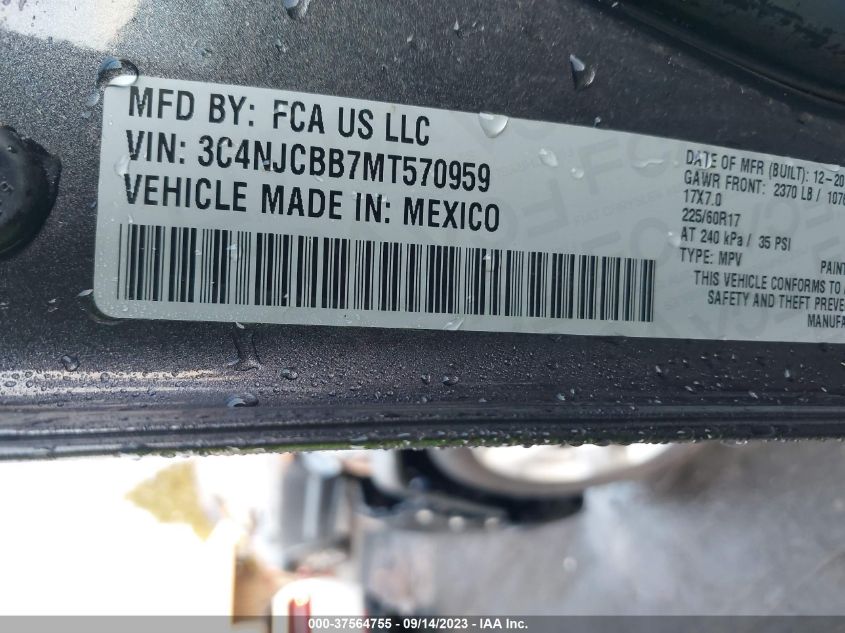 MFD BY: FCA US LLC
VIN: 3C4NJCBB7MT570959
VEHICLE MADE IN: MEXICO
DATE OF MFR (BUILT): 12-20
GAWR FRONT: 2370 LB / 107
17X7.0
225/60R17
AT 240 kPa / 35 PSI
TYPE: MPV
PAINT
THIS VEHICLE CONFORMS TO
SAFETY AND THEFT PREVE
MANUFA
000-37564755 - 09/14/2023 - IAA Inc.